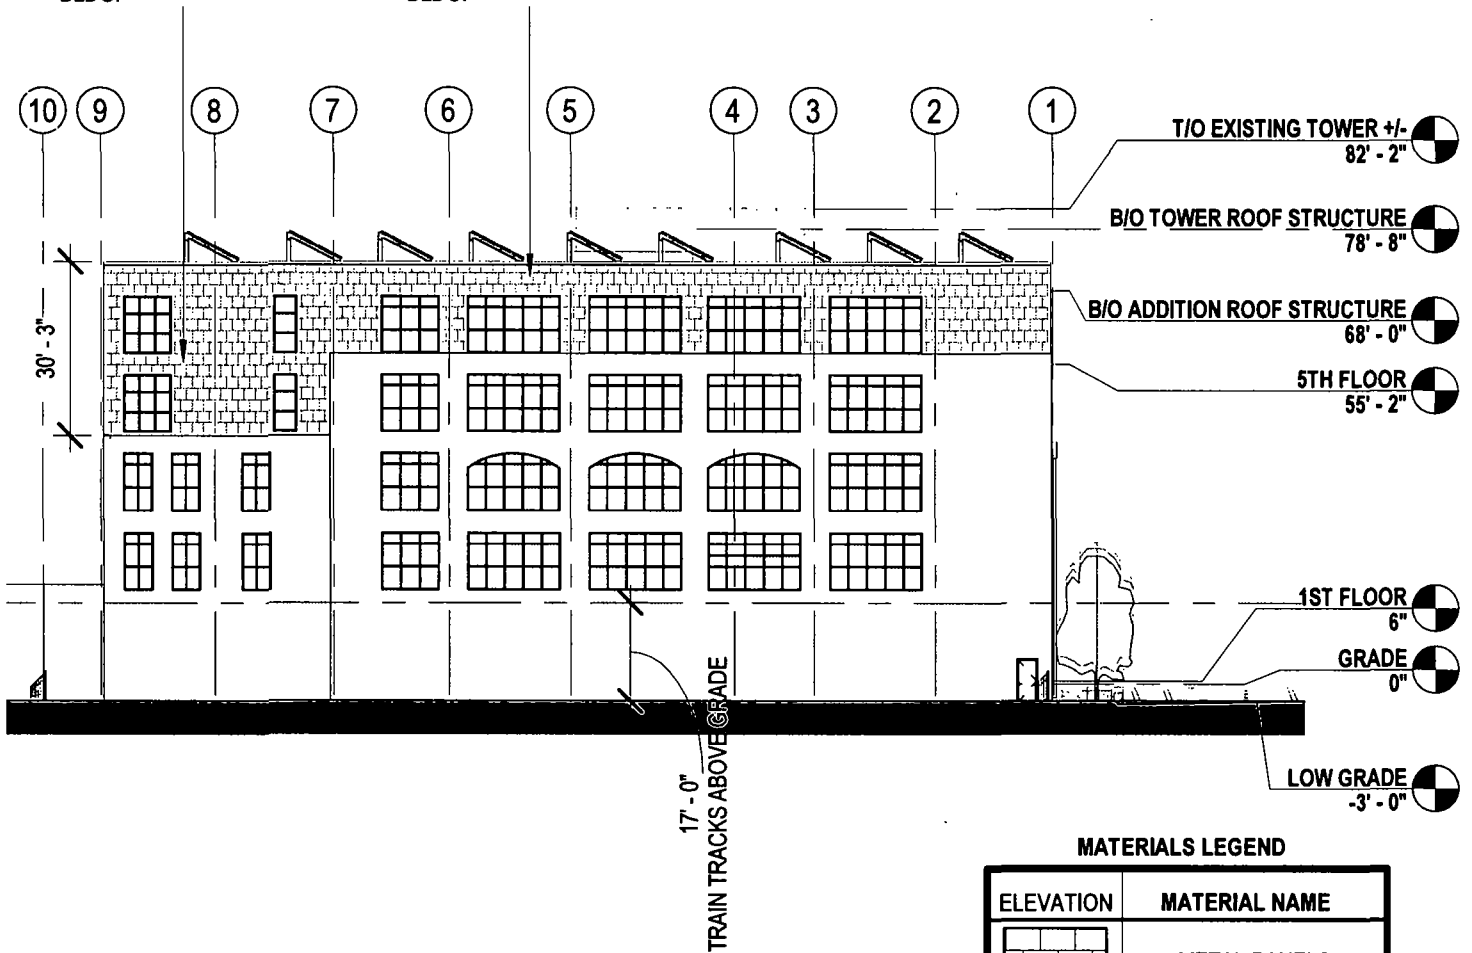 10 9 8 7 6 5 4 3 2 1
T/O EXISTING TOWER +/-
82' - 2"
B/O TOWER ROOF STRUCTURE
78' - 8"
B/O ADDITION ROOF STRUCTURE
68' - 0"
5TH FLOOR
55' - 2"
30' - 3"
1ST FLOOR
6"
GRADE
0"
LOW GRADE
-3' - 0"
17' - 0"
TRAIN TRACKS ABOVE GRADE
MATERIALS LEGEND
ELEVATION MATERIAL NAME